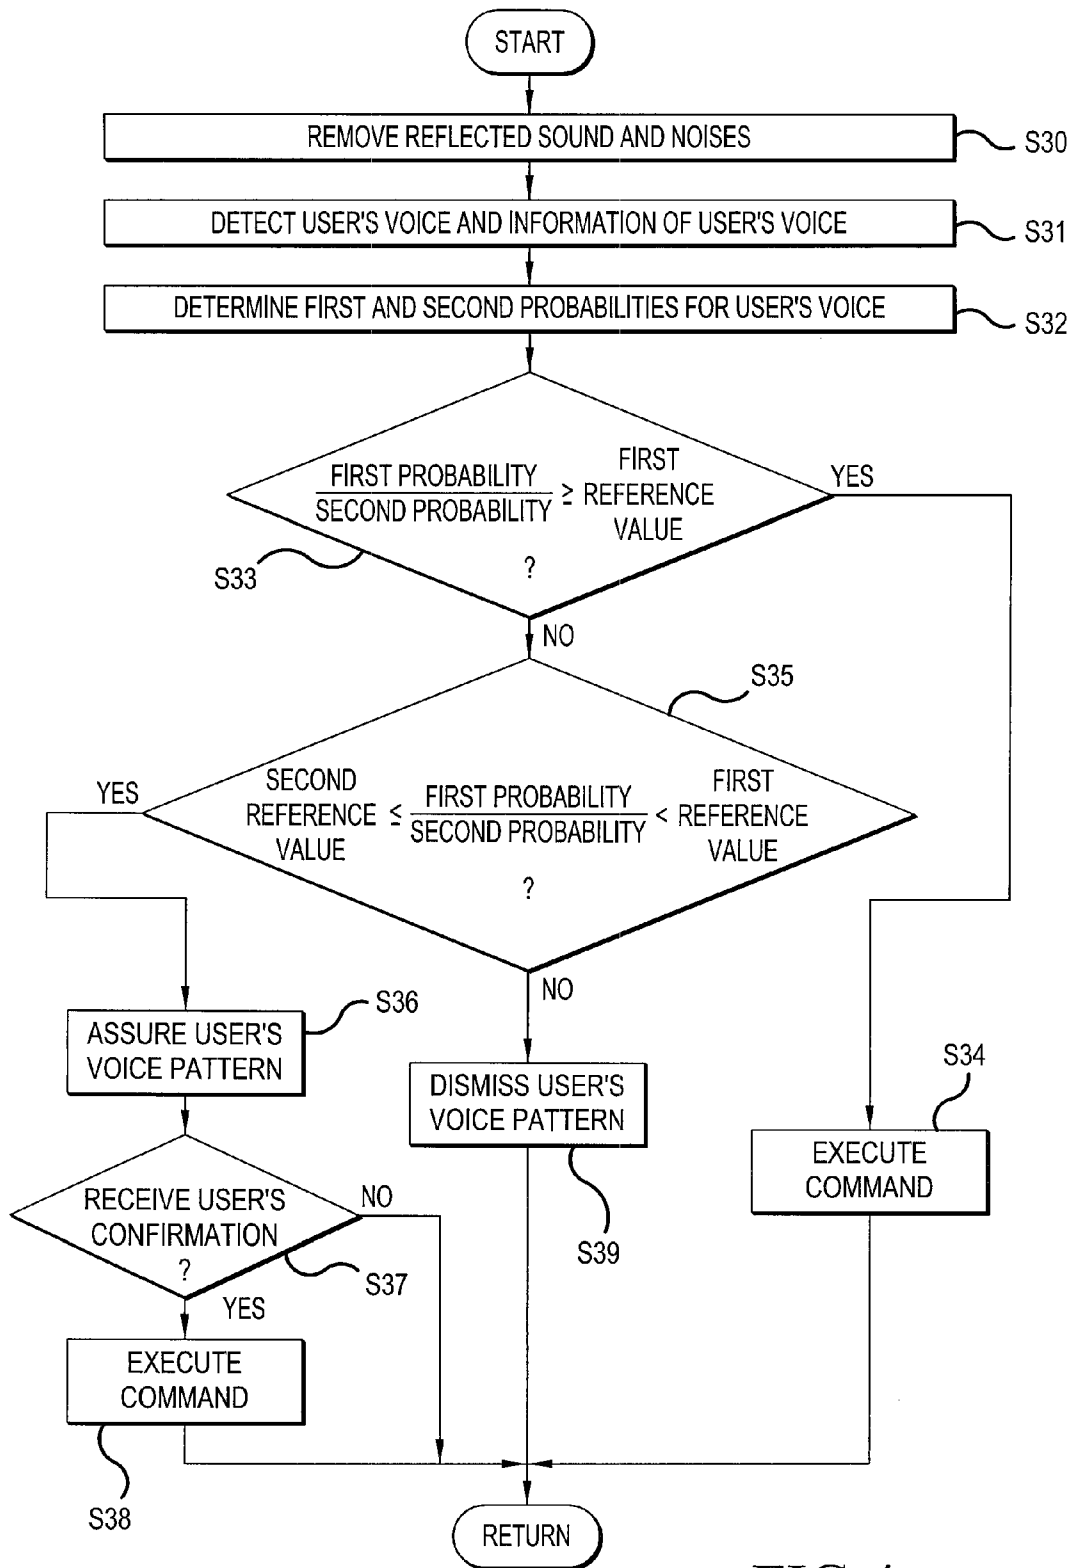 START
REMOVE REFLECTED SOUND AND NOISES
S30
DETECT USER'S VOICE AND INFORMATION OF USER'S VOICE
S31
DETERMINE FIRST AND SECOND PROBABILITIES FOR USER'S VOICE
S32
FIRST PROBABILITY
SECOND PROBABILITY
≥
FIRST
REFERENCE
VALUE
?
YES
S33
NO
S35
YES
SECOND
REFERENCE
VALUE
≤
FIRST PROBABILITY
SECOND PROBABILITY
<
FIRST
REFERENCE
VALUE
?
NO
S36
ASSURE USER'S
VOICE PATTERN
DISMISS USER'S
VOICE PATTERN
S34
EXECUTE
COMMAND
RECEIVE USER'S
CONFIRMATION
?
NO
S37
S39
YES
EXECUTE
COMMAND
S38
RETURN